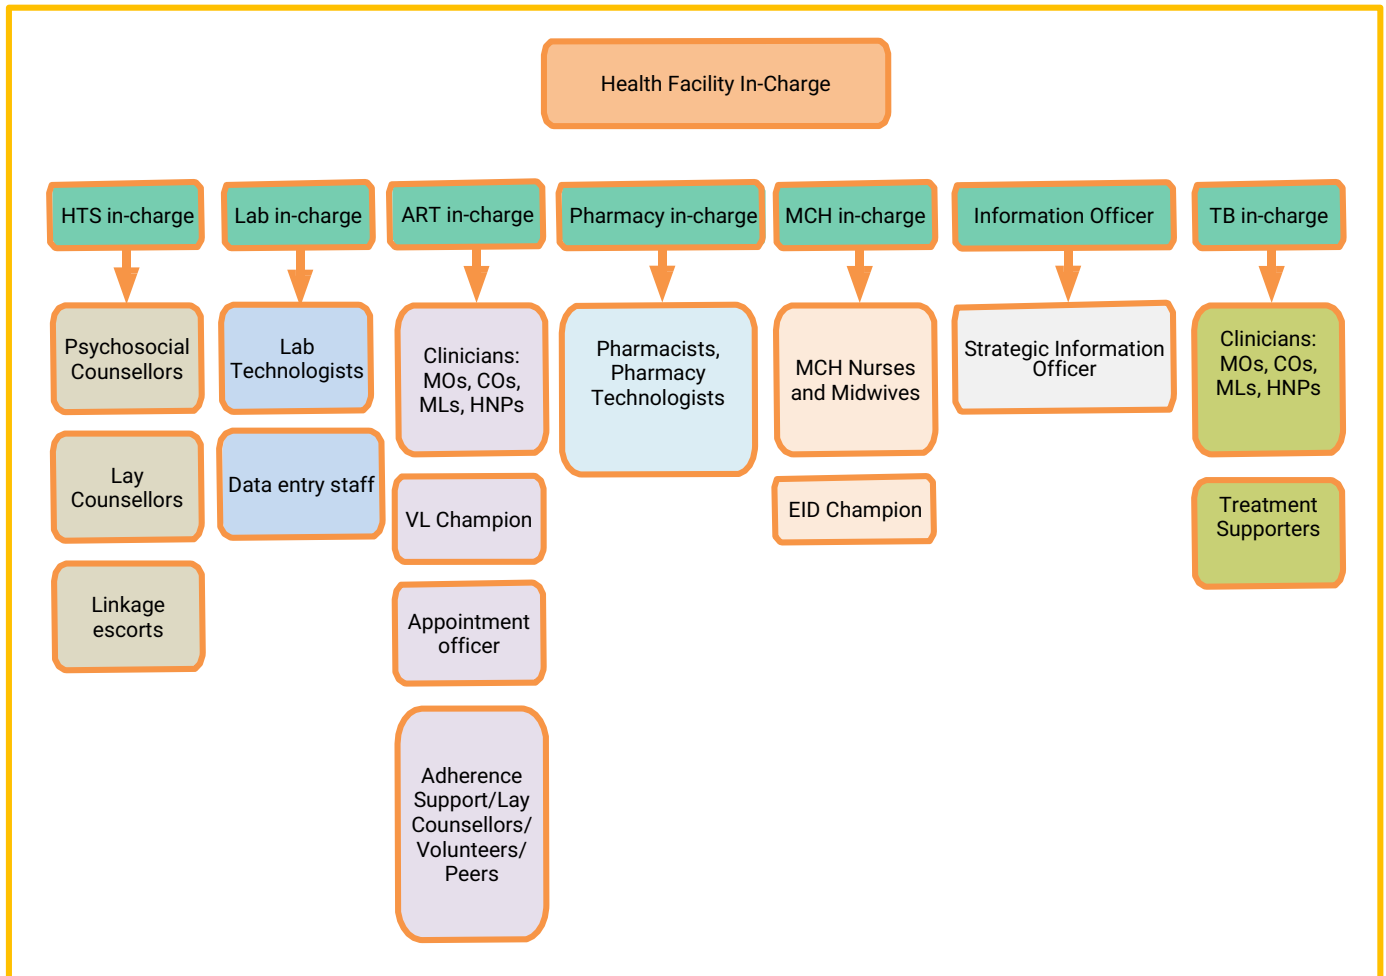 Health Facility In-Charge
HTS in-charge
Lab in-charge
ART in-charge
Pharmacy in-charge
MCH in-charge
Information Officer
TB in-charge
Psychosocial
Counsellors
Lay
Counsellors
Linkage
escorts
Lab
Technologists
Data entry staff
Clinicians:
MOs, COs,
MLs, HNPs
VL Champion
Appointment
officer
Adherence
Support/Lay
Counsellors/
Volunteers/
Peers
Pharmacists,
Pharmacy
Technologists
MCH Nurses
and Midwives
EID Champion
Strategic Information
Officer
Clinicians:
MOs, COs,
MLs, HNPs
Treatment
Supporters